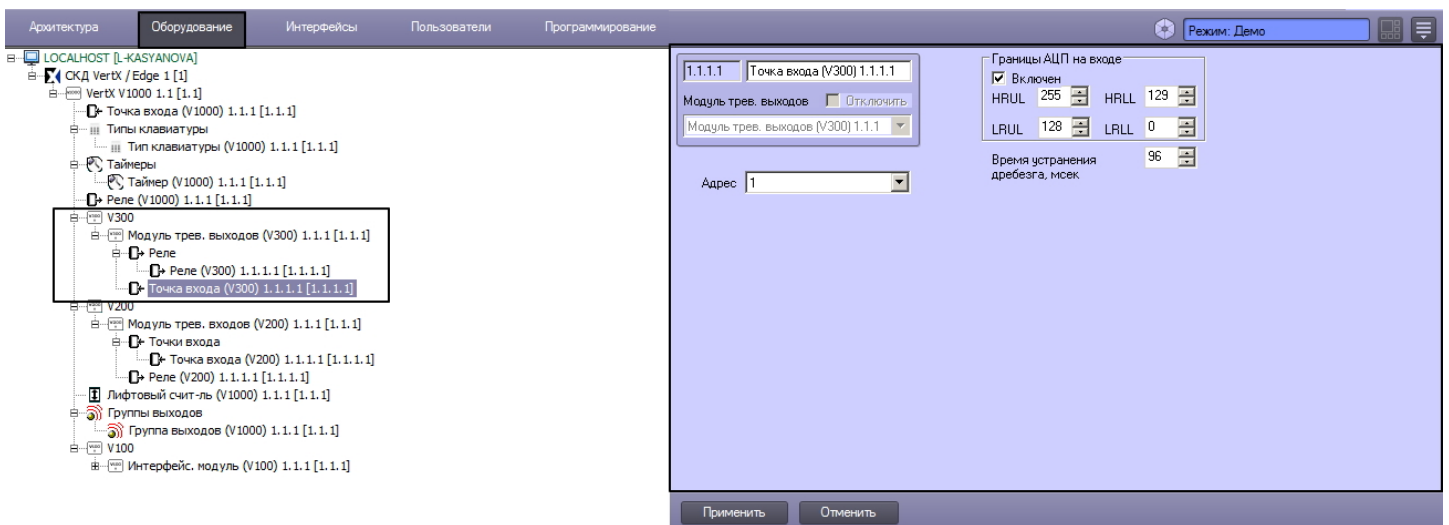 Архитектура Оборудование Интерфейсы Пользователи Программирование Режим: Демо
LOCALHOST [L-KASYANOVA]
СКД VertX / Edge 1 [1]
VertX V1000 1.1 [1.1]
Точка входа (V1000) 1.1.1 [1.1.1]
Типы клавиатуры
Тип клавиатуры (V1000) 1.1.1 [1.1.1]
Таймеры
Таймер (V1000) 1.1.1 [1.1.1]
Реле (V1000) 1.1.1 [1.1.1]
V300
Модуль трев. выходов (V300) 1.1.1 [1.1.1]
Реле
Реле (V300) 1.1.1.1 [1.1.1.1]
Точка входа (V300) 1.1.1.1 [1.1.1.1]
V200
Модуль трев. входов (V200) 1.1.1 [1.1.1]
Точки входа
Точка входа (V200) 1.1.1.1 [1.1.1.1]
Реле (V200) 1.1.1.1 [1.1.1.1]
Лифтовый счит-ль (V1000) 1.1.1 [1.1.1]
Группы выходов
Группа выходов (V1000) 1.1.1 [1.1.1]
V100
Интерфейс. модуль (V100) 1.1.1 [1.1.1]
1.1.1.1 Точка входа (V300) 1.1.1.1
Модуль трев. выходов Отключить
Модуль трев. выходов (V300) 1.1.1
Адрес 1
Границы АЦП на входе
Включен
HRUL 255 HRLL 129
LRUL 128 LRLL 0
Время устранения 96
дребезга, мсек
Применить Отменить